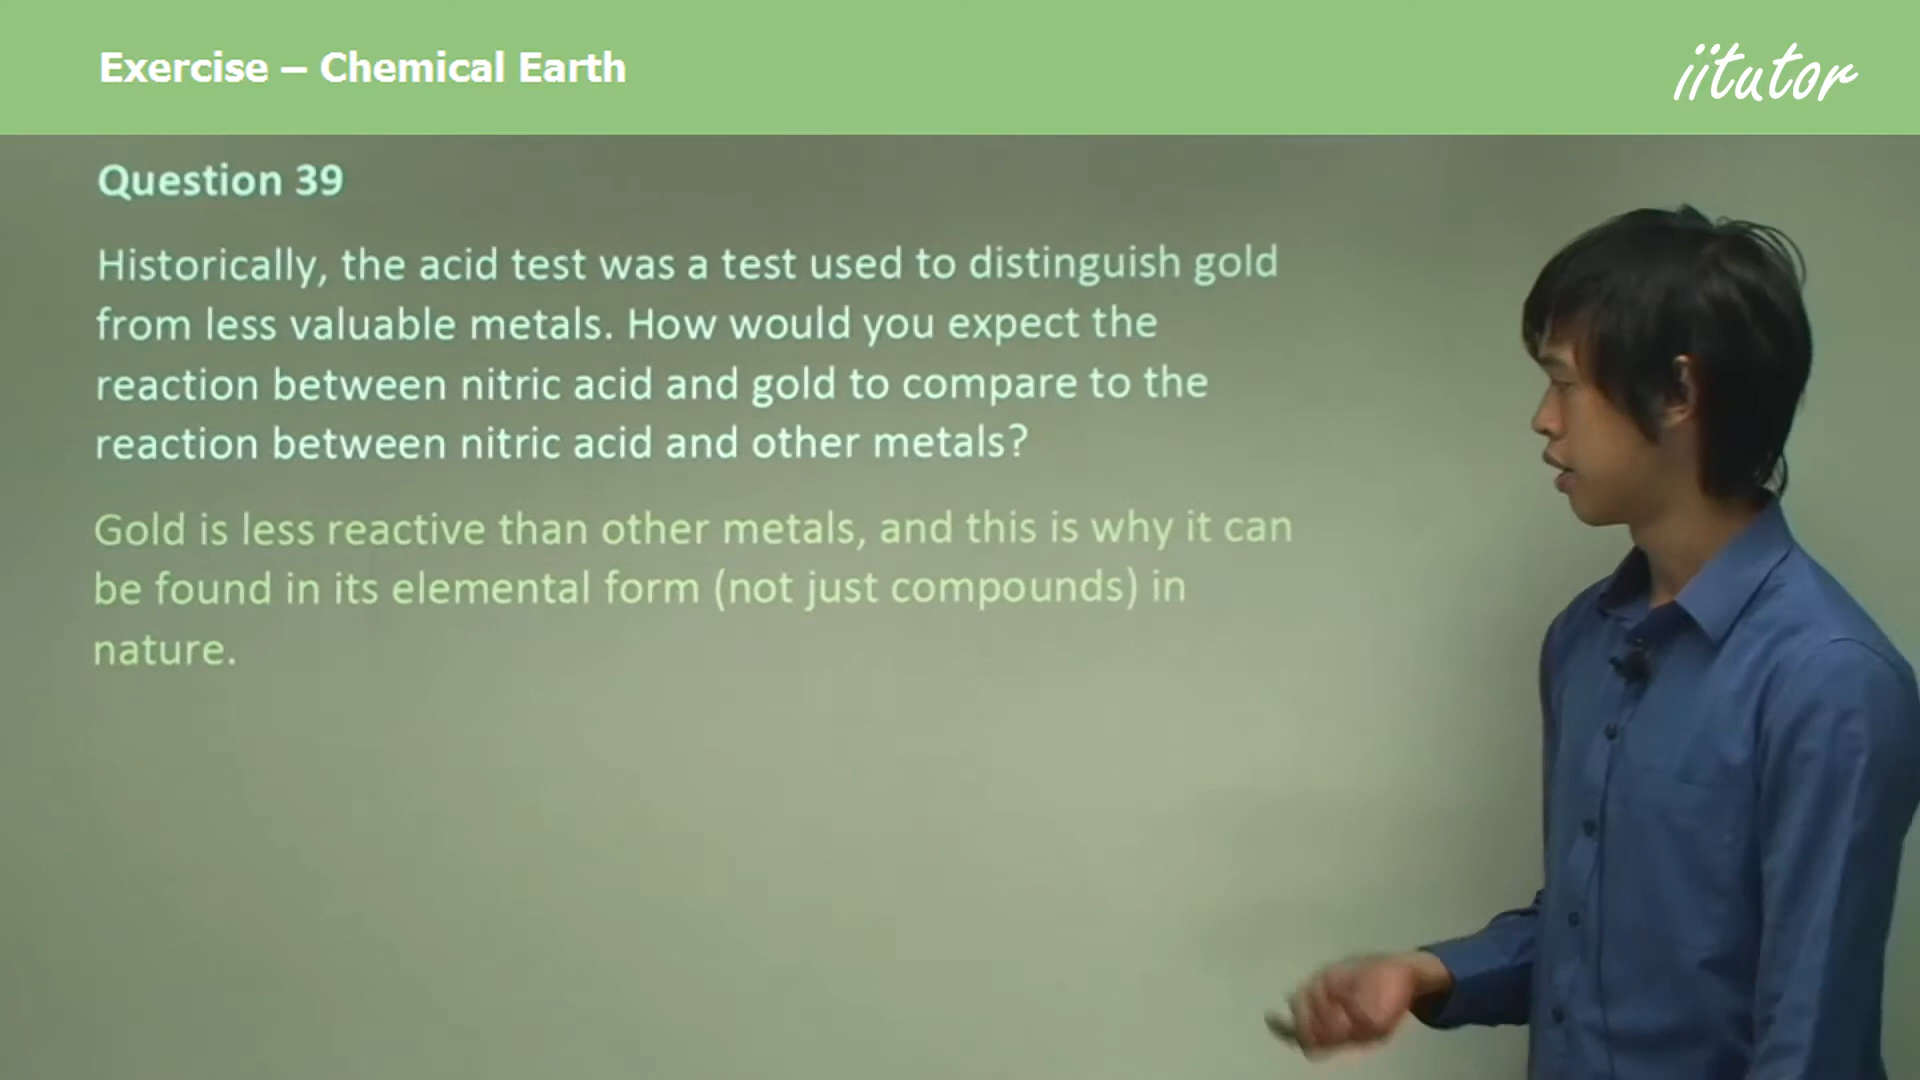 Exercise – Chemical Earth
iitutor
Question 39
Historically, the acid test was a test used to distinguish gold
from less valuable metals. How would you expect the
reaction between nitric acid and gold to compare to the
reaction between nitric acid and other metals?
Gold is less reactive than other metals, and this is why it can
be found in its elemental form (not just compounds) in
nature.